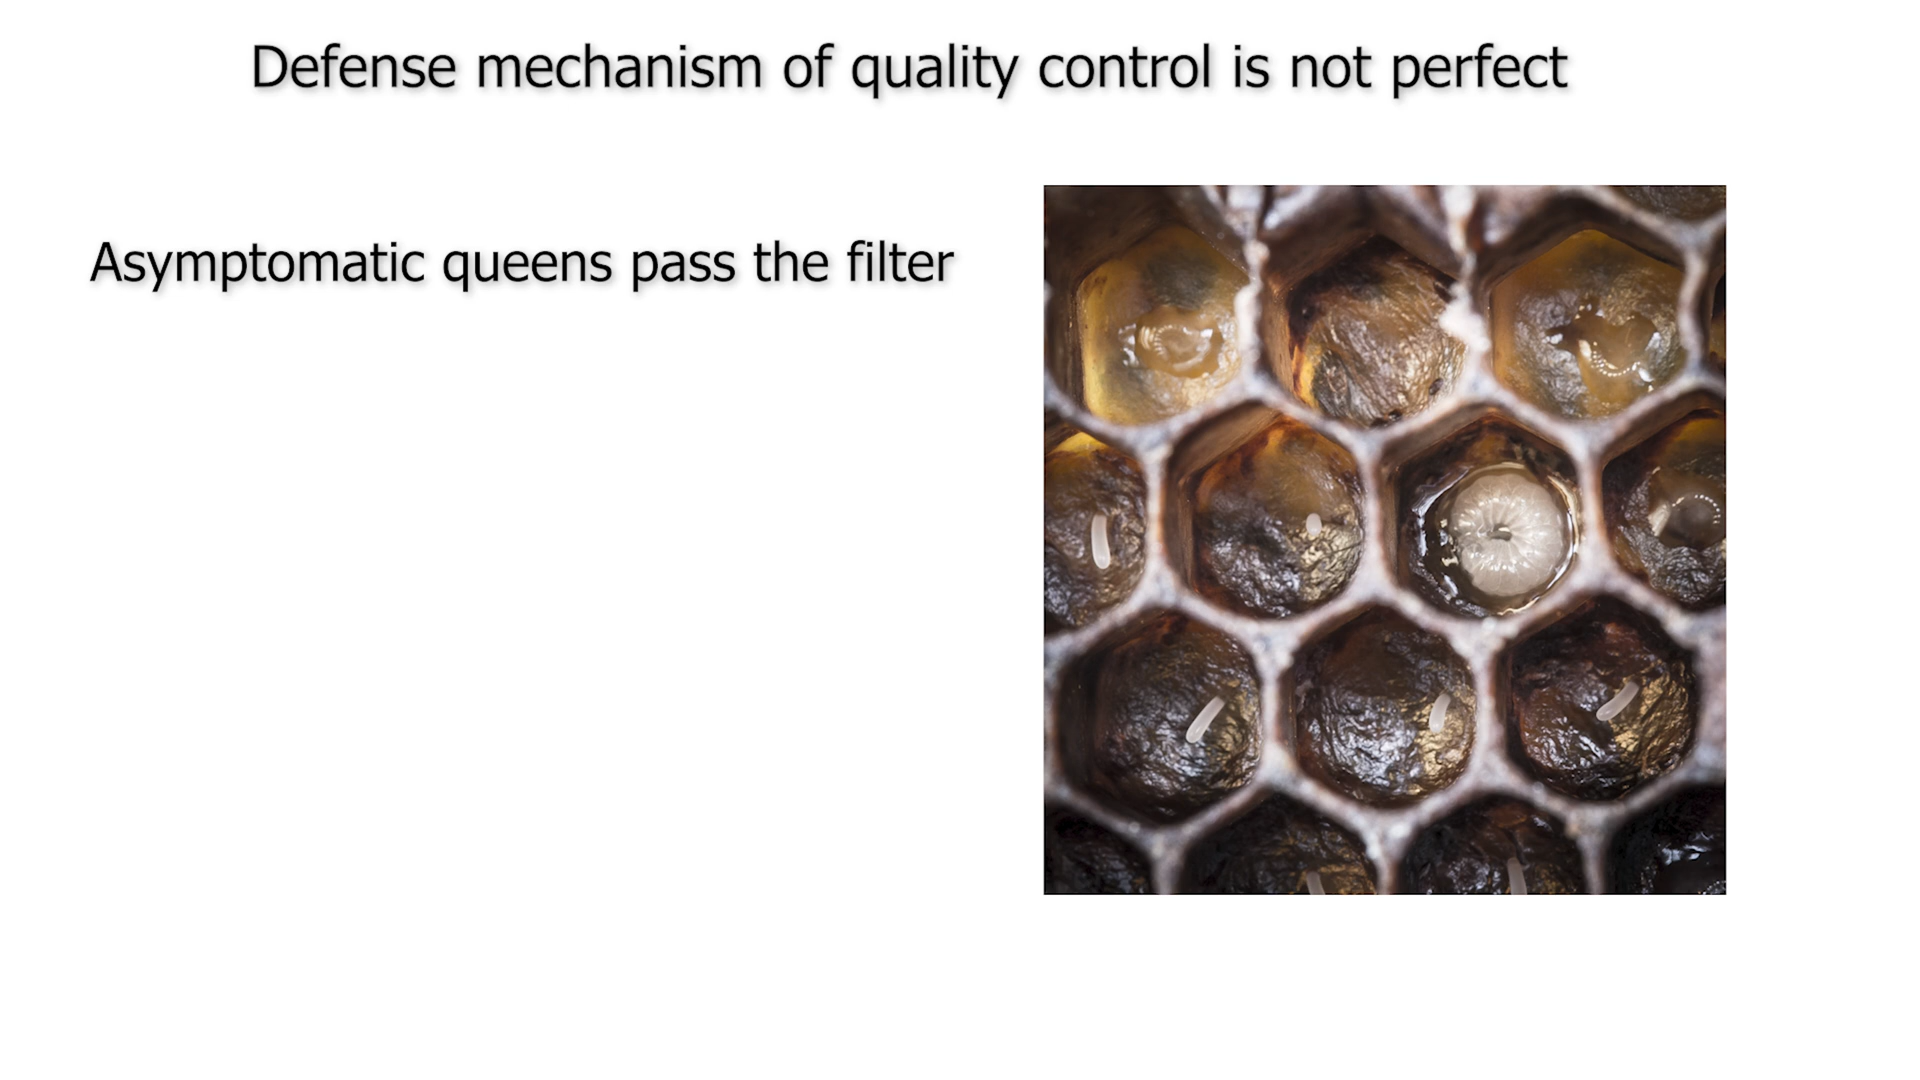 Defense mechanism of quality control is not perfect
Asymptomatic queens pass the filter